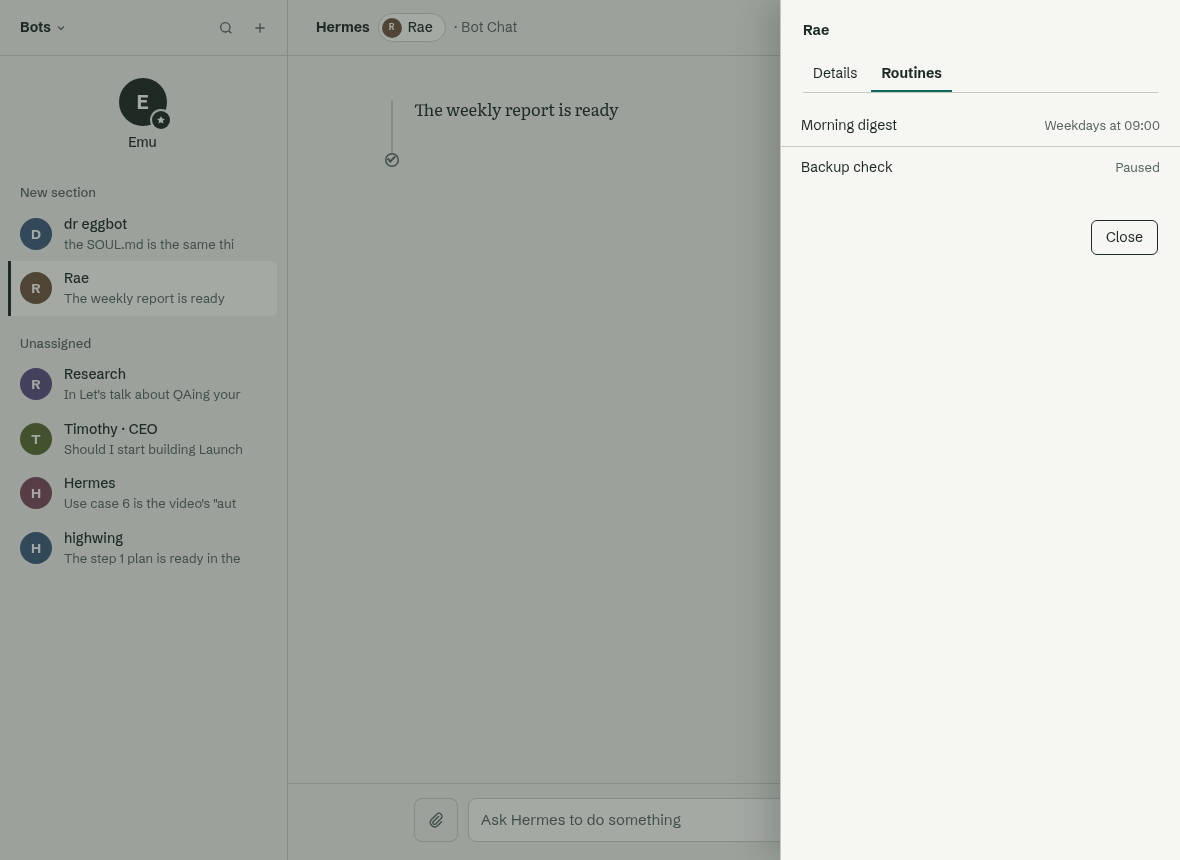 Bots
E
Emu
New section
D
dr eggbot
the SOUL.md is the same thi
R
Rae
The weekly report is ready
Unassigned
R
Research
In Let's talk about QAing your
T
Timothy · CEO
Should I start building Launch
H
Hermes
Use case 6 is the video's "aut
H
highwing
The step 1 plan is ready in the
Hermes R Rae · Bot Chat
The weekly report is ready
Ask Hermes to do something
Rae
Details Routines
Morning digest Weekdays at 09:00
Backup check Paused
Close